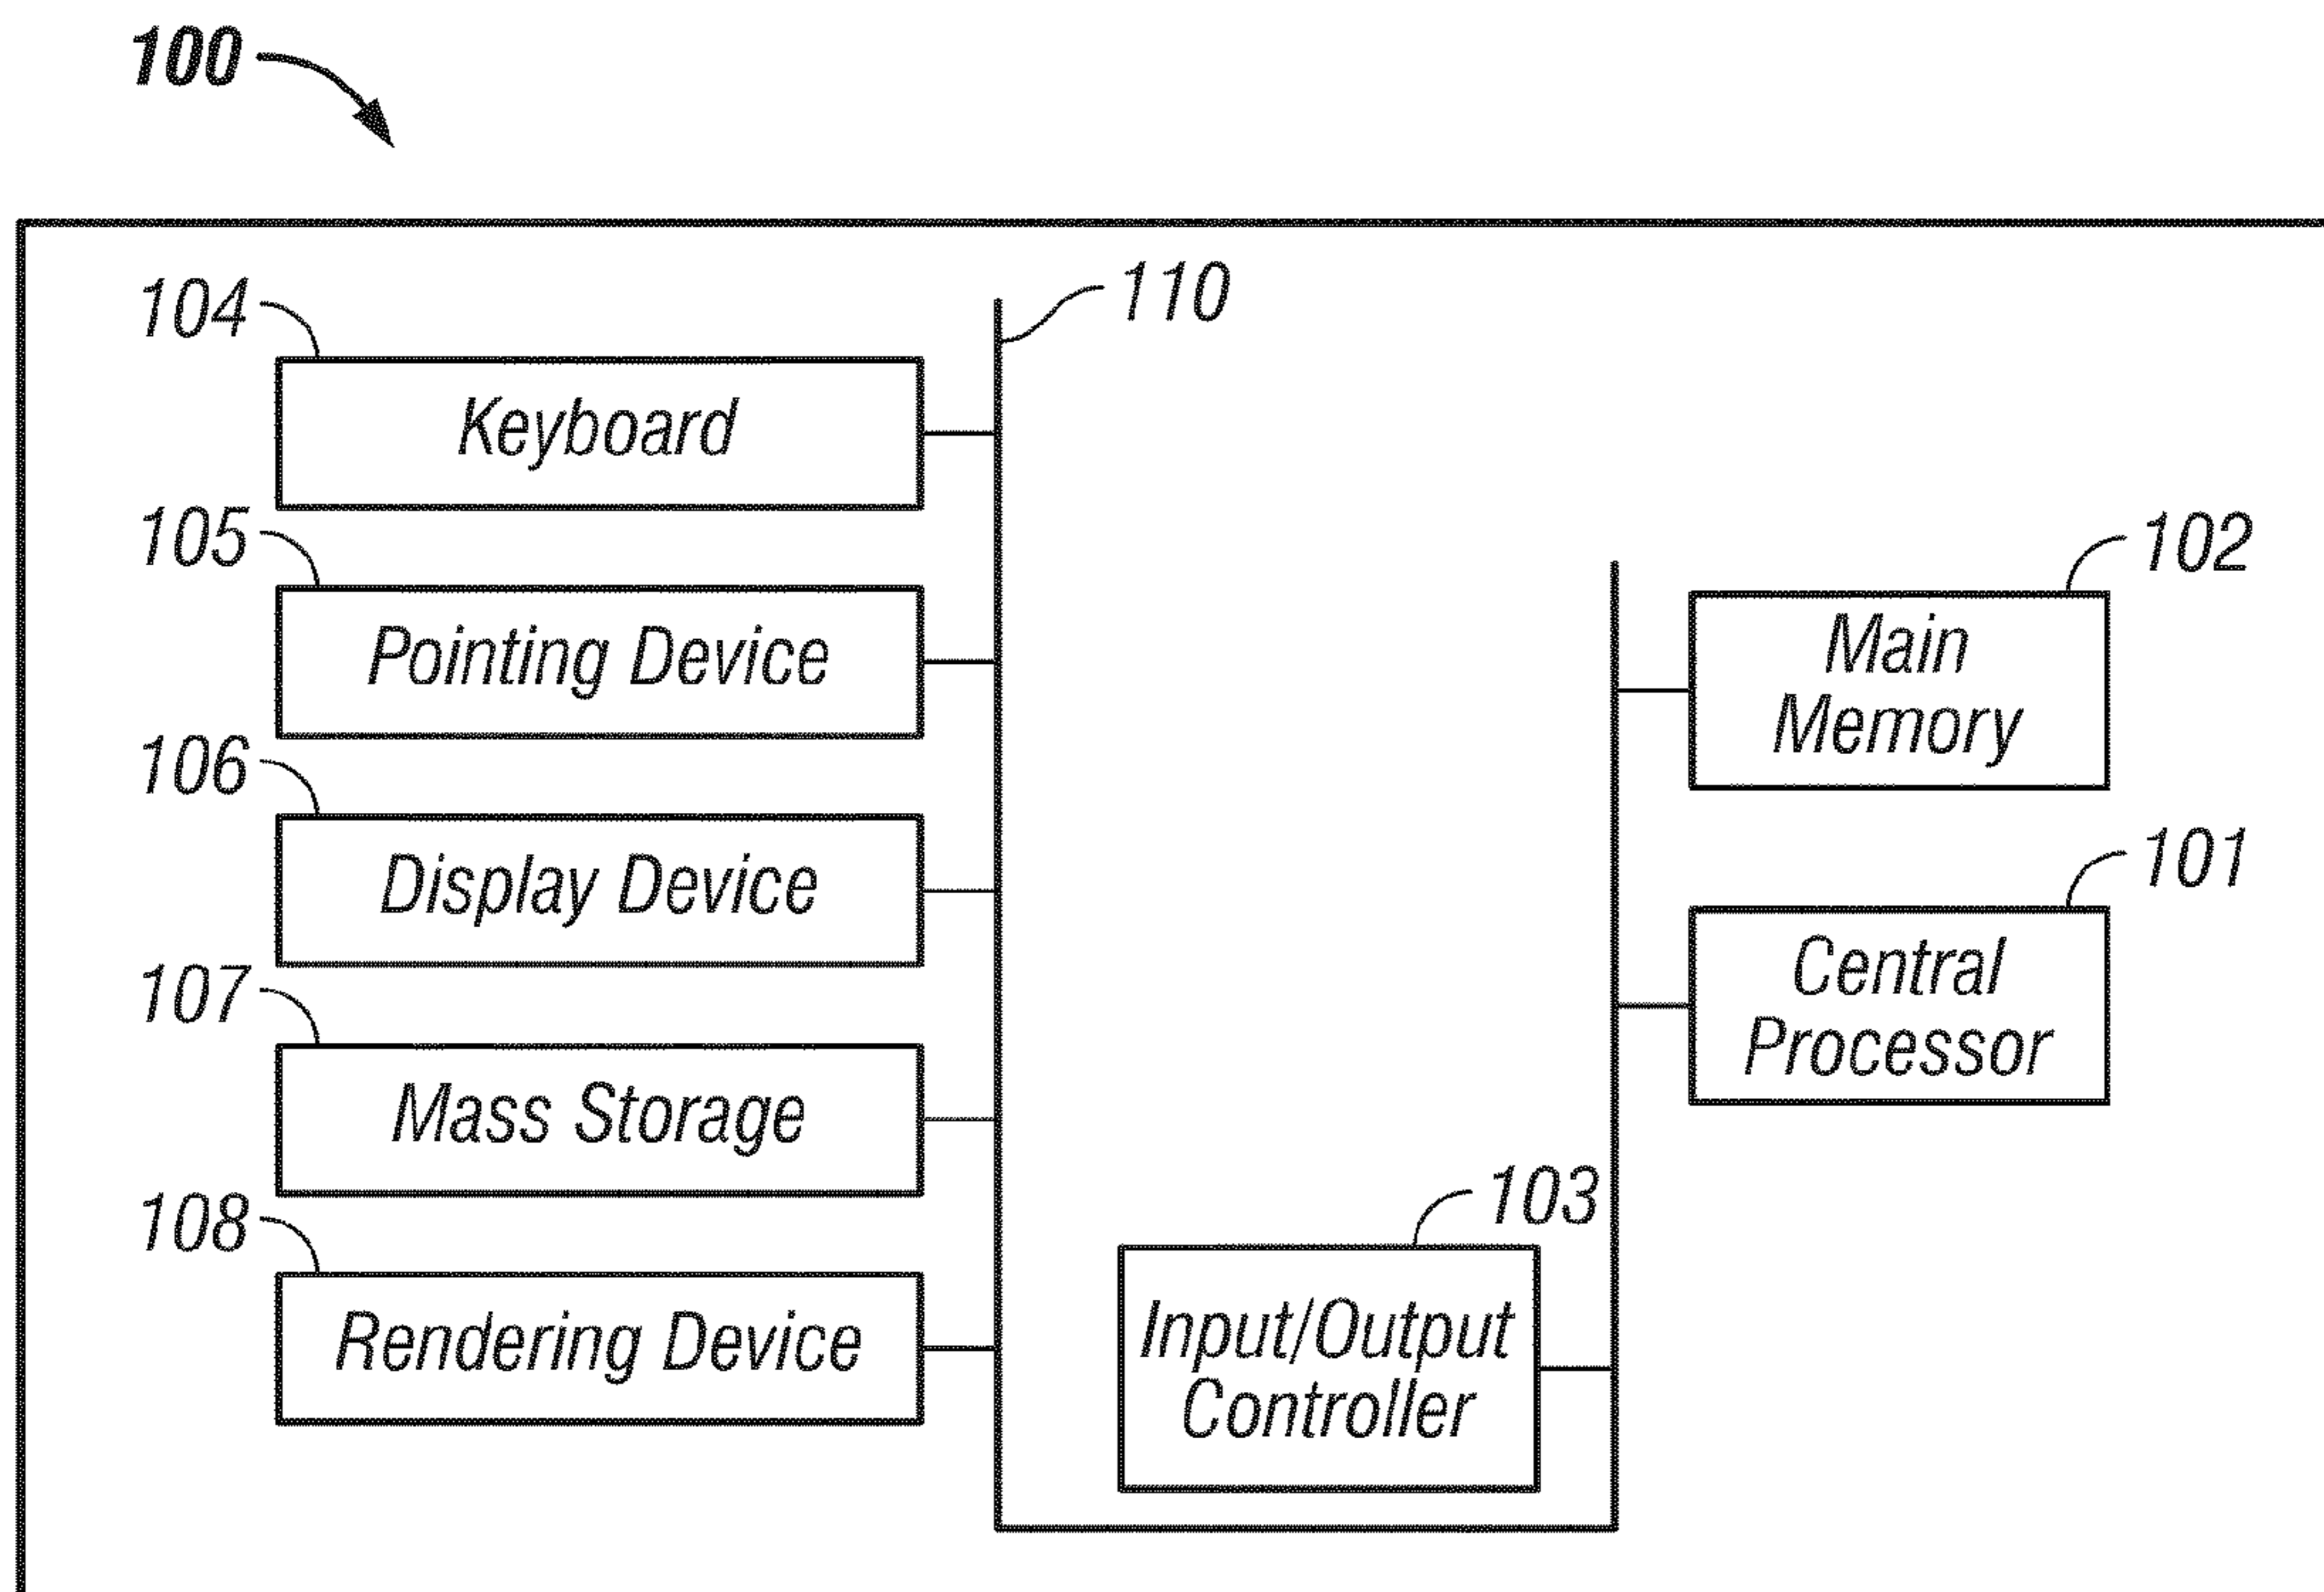 100
104
110
Keyboard
105
Pointing Device
102
Main
Memory
106
Display Device
101
Central
Processor
107
Mass Storage
103
Input/Output
Controller
108
Rendering Device